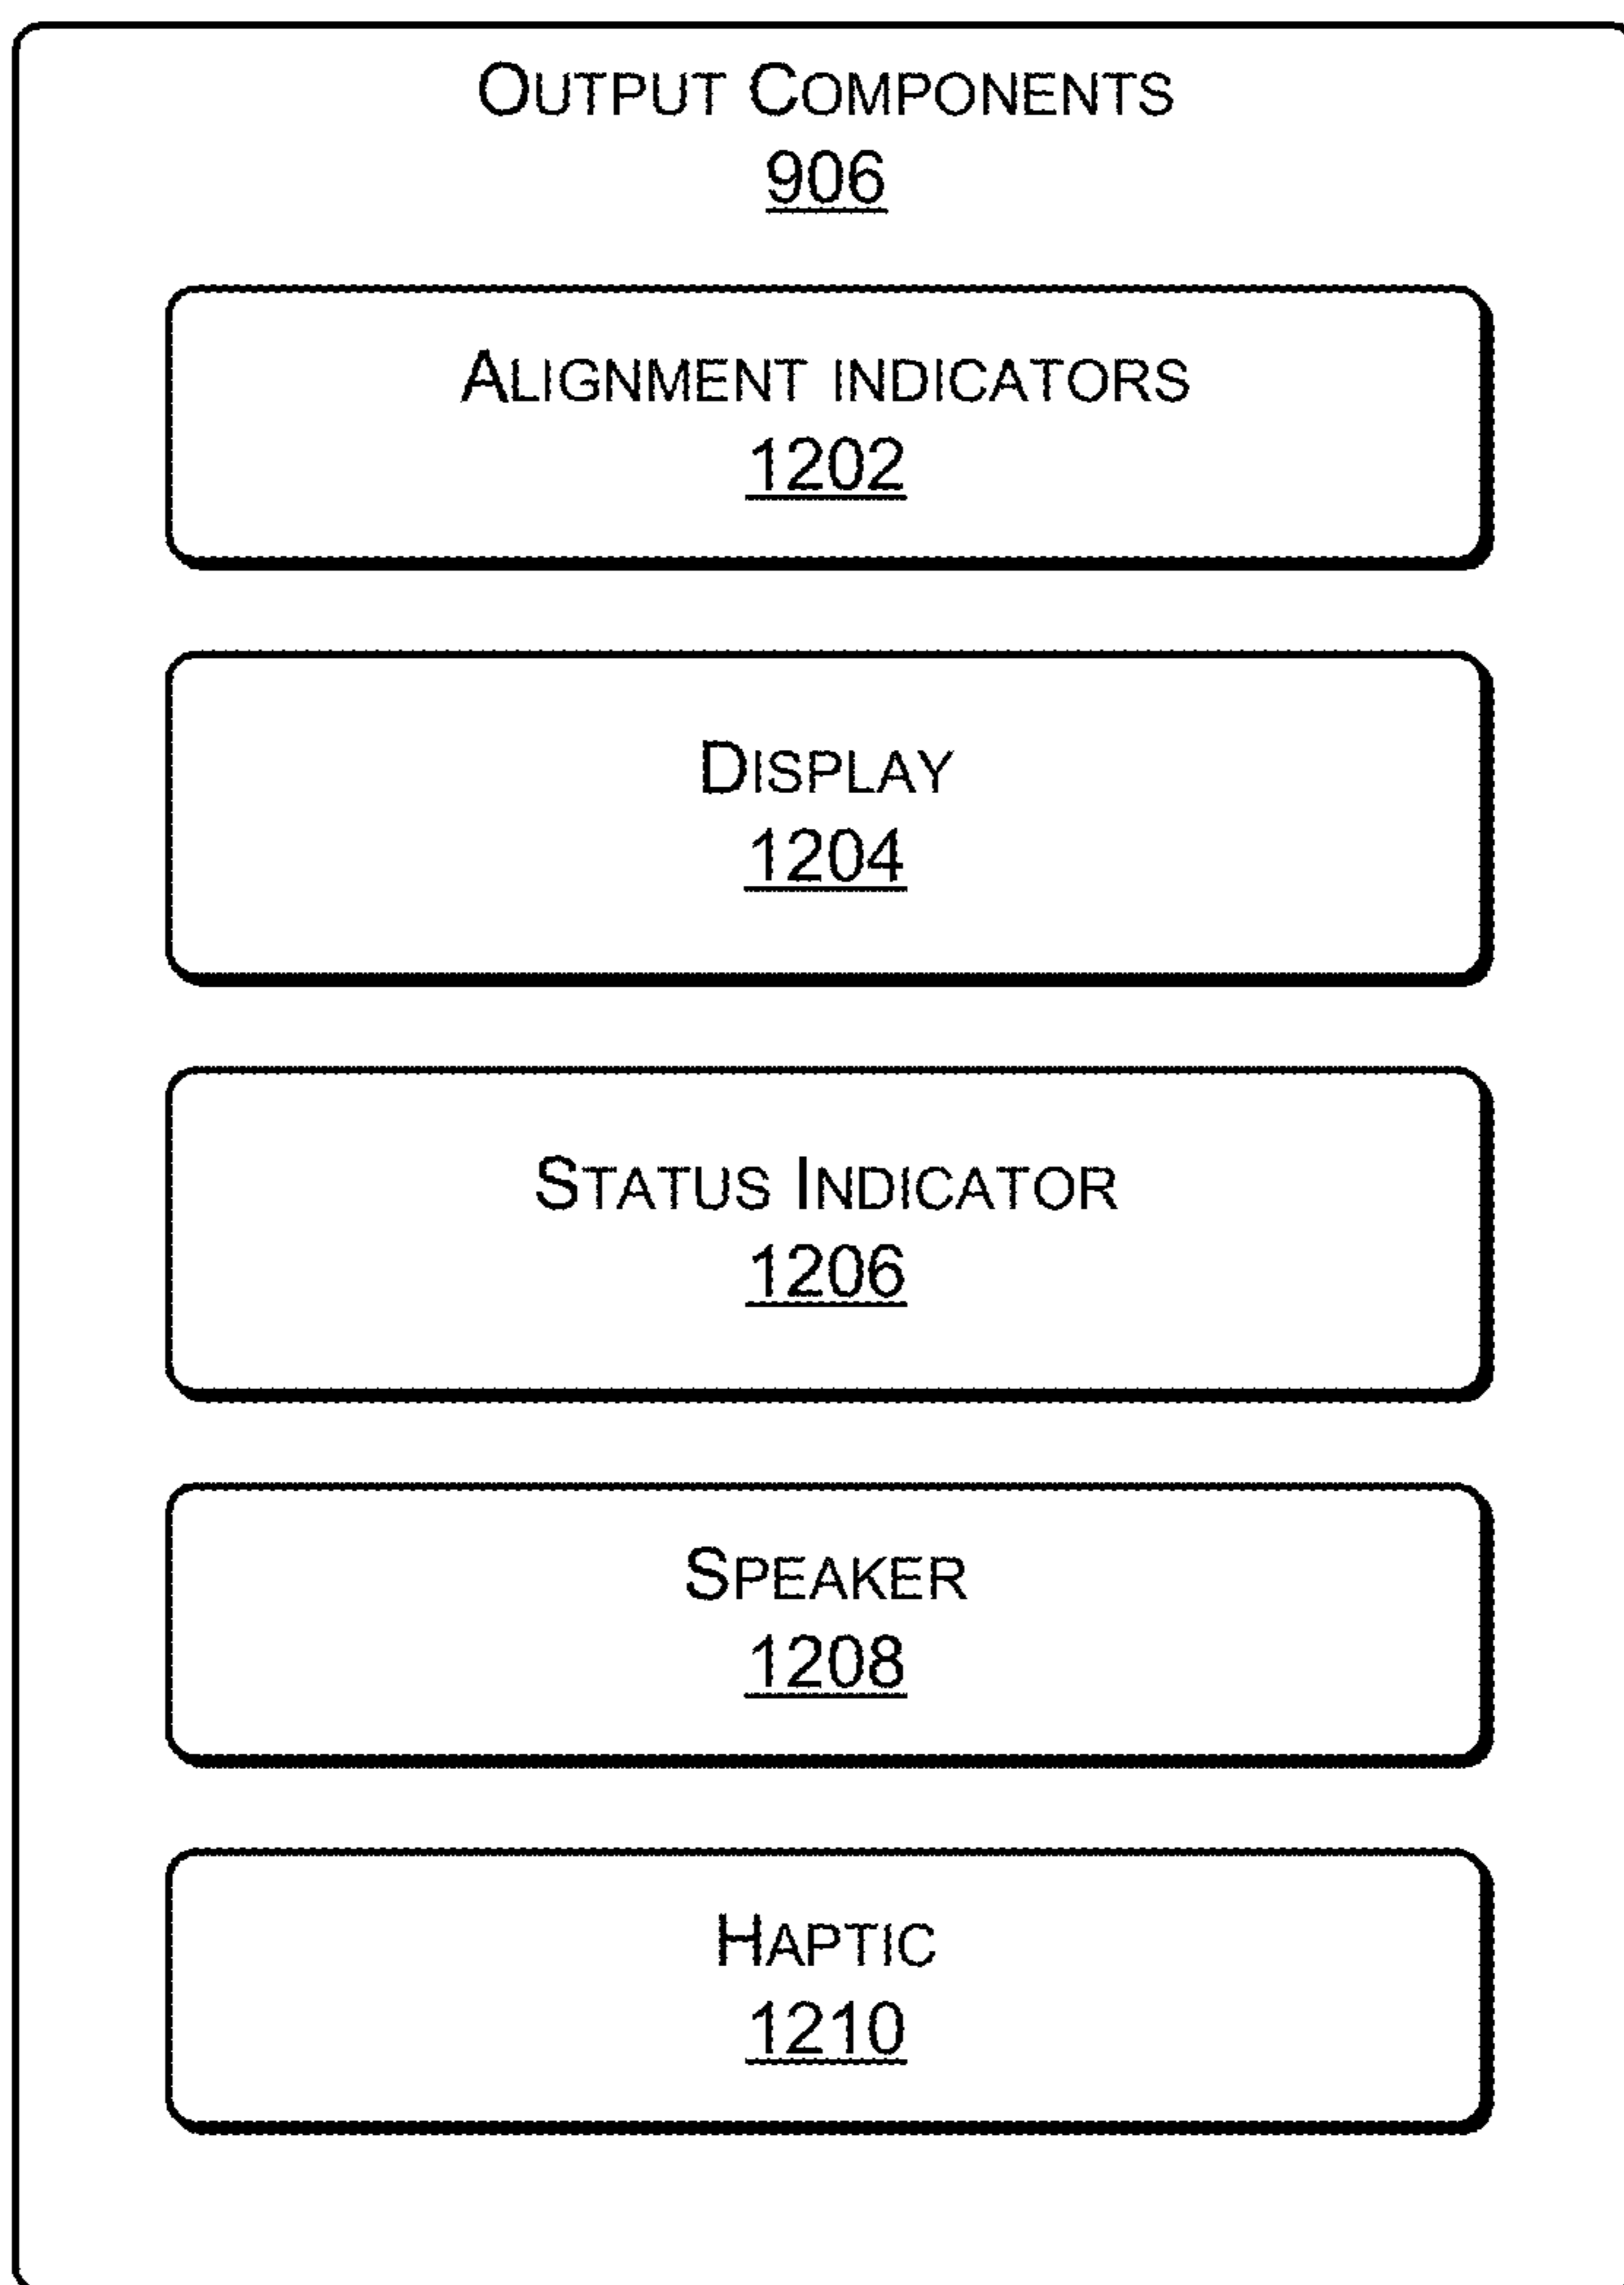 OUTPUT COMPONENTS
906
ALIGNMENT INDICATORS
1202
DISPLAY
1204
STATUS INDICATOR
1206
SPEAKER
1208
HAPTIC
1210